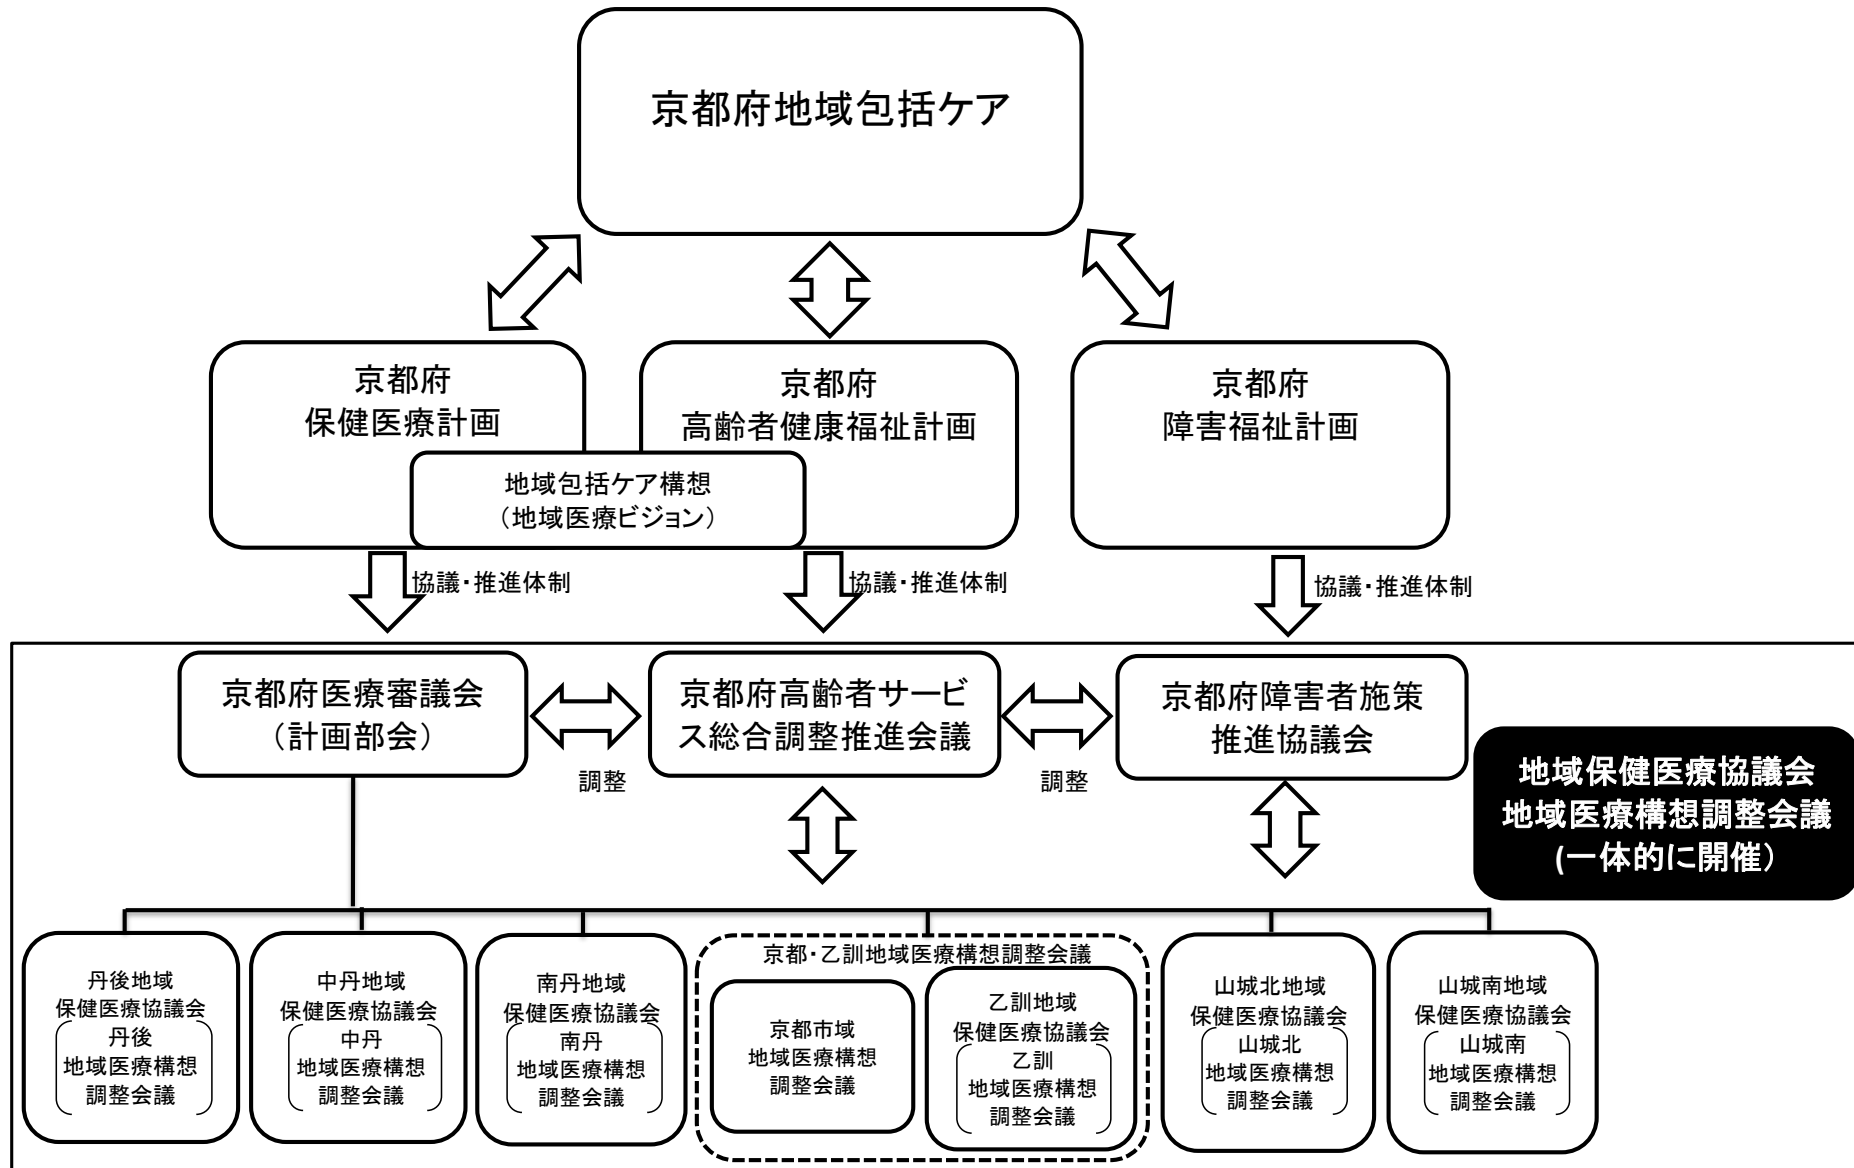 京都府地域包括ケア
京都府
保健医療計画
京都府
高齢者健康福祉計画
京都府
障害福祉計画
地域包括ケア構想
（地域医療ビジョン）
協議・推進体制
協議・推進体制
協議・推進体制
京都府医療審議会
（計画部会）
京都府高齢者サービ
ス総合調整推進会議
京都府障害者施策
推進協議会
調整
調整
地域保健医療協議会
地域医療構想調整会議
(一体的に開催）
丹後地域
保健医療協議会
丹後
地域医療構想
調整会議
中丹地域
保健医療協議会
中丹
地域医療構想
調整会議
南丹地域
保健医療協議会
南丹
地域医療構想
調整会議
京都・乙訓地域医療構想調整会議
京都市域
地域医療構想
調整会議
乙訓地域
保健医療協議会
乙訓
地域医療構想
調整会議
山城北地域
保健医療協議会
山城北
地域医療構想
調整会議
山城南地域
保健医療協議会
山城南
地域医療構想
調整会議